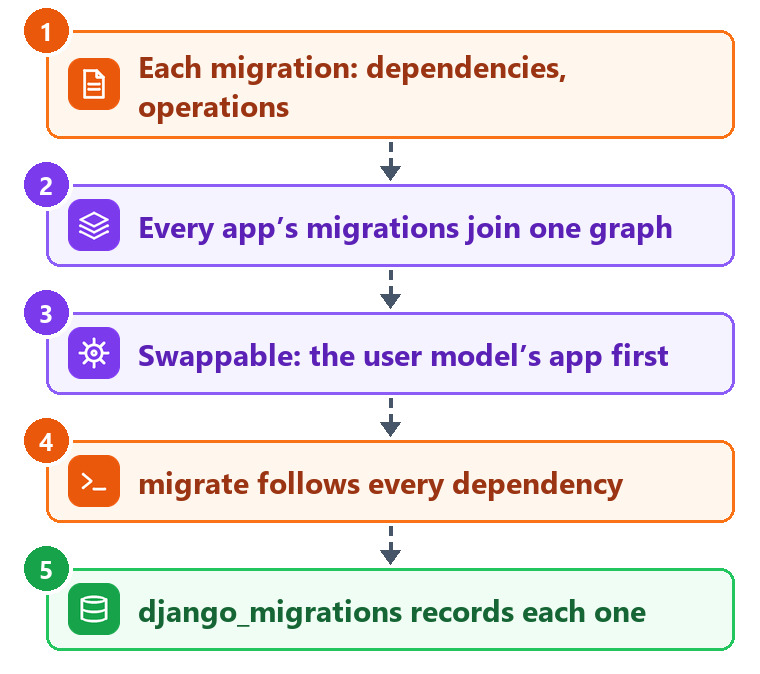 1
Each migration: dependencies,
operations
2
Every app’s migrations join one graph
3
Swappable: the user model’s app first
4
migrate follows every dependency
5
django_migrations records each one